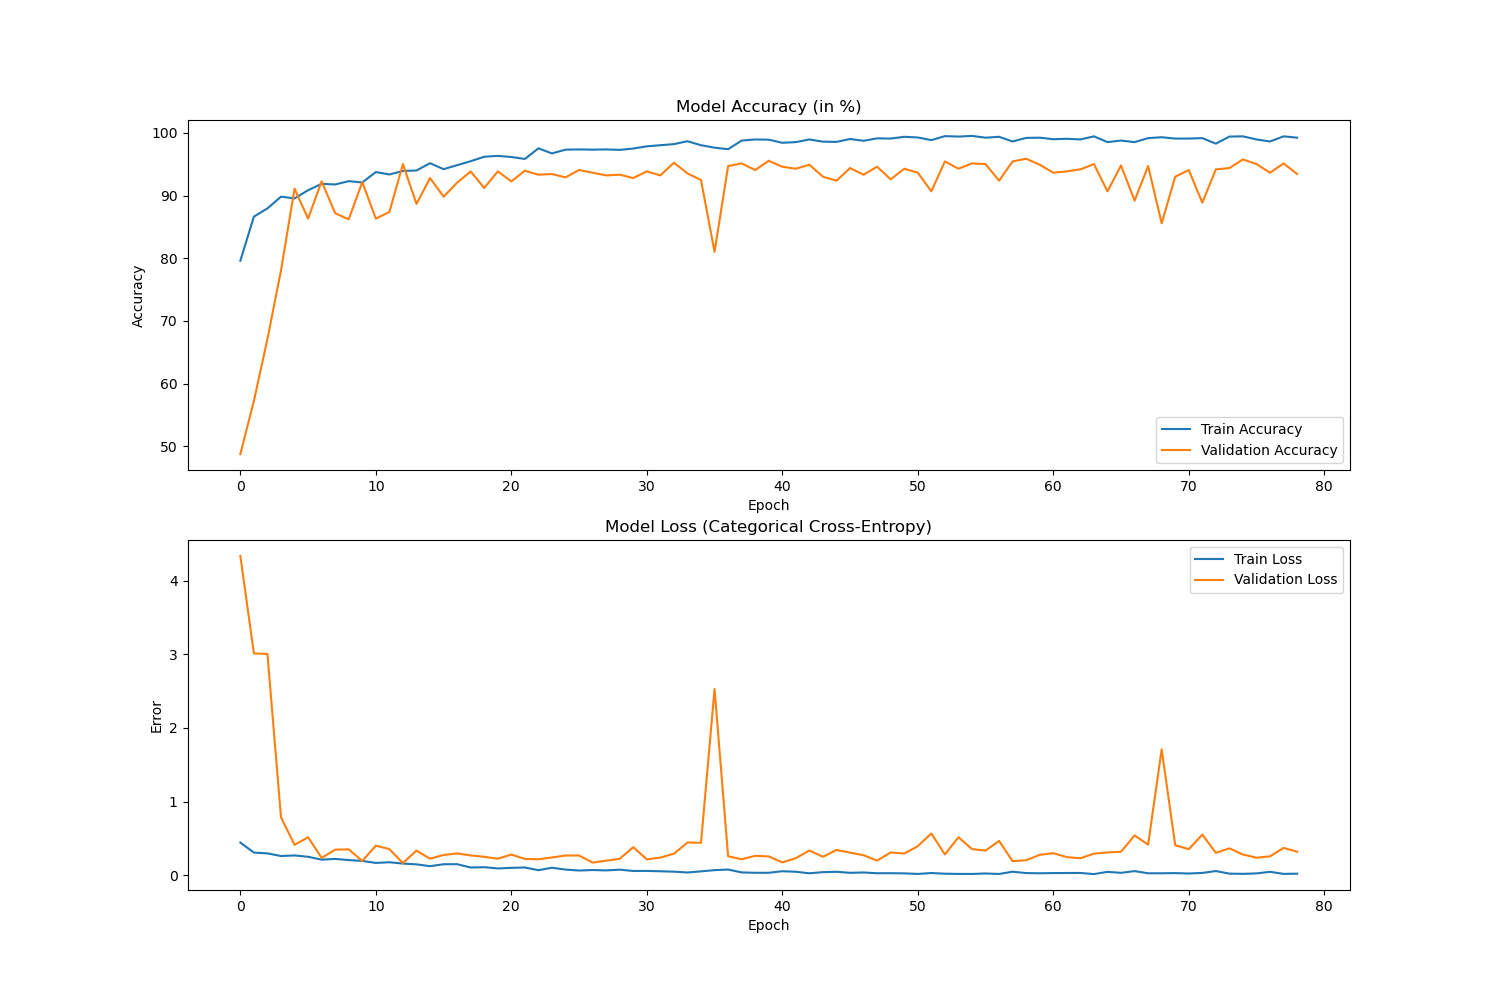 Model Accuracy (in %)
100
90
80
70
60
50
Accuracy
Train Accuracy
Validation Accuracy
0 10 20 30 40 50 60 70 80
Epoch
Model Loss (Categorical Cross-Entropy)
4
3
2
1
0
Error
Train Loss
Validation Loss
0 10 20 30 40 50 60 70 80
Epoch